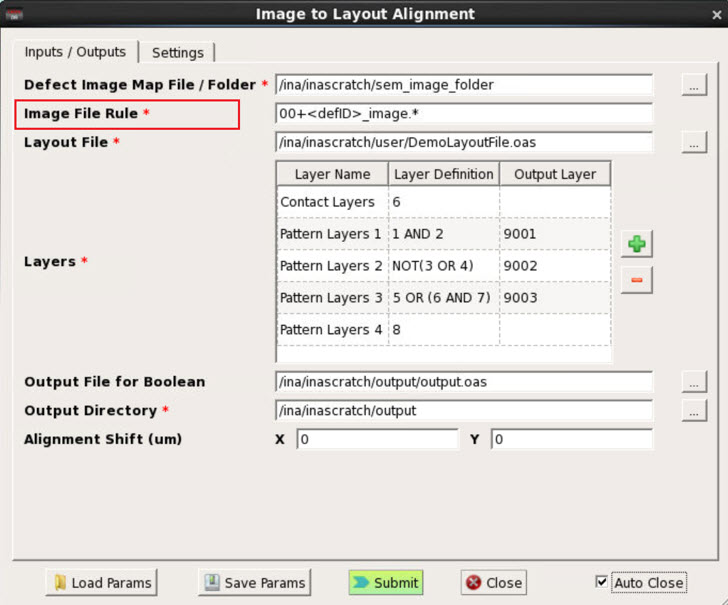 Image to Layout Alignment
Inputs / Outputs Settings
Defect Image Map File / Folder * /ina/inascratch/sem_image_folder ...
Image File Rule * 00+<defID>_image.*
Layout File * /ina/inascratch/user/DemoLayoutFile.oas ...
Layer Name Layer Definition Output Layer
Contact Layers 6
Pattern Layers 1 1 AND 2 9001
Pattern Layers 2 NOT(3 OR 4) 9002
Layers *
Pattern Layers 3 5 OR (6 AND 7) 9003
Pattern Layers 4 8
Output File for Boolean /ina/inascratch/output/output.oas ...
Output Directory * /ina/inascratch/output ...
Alignment Shift (um) X 0 Y 0
Load Params Save Params Submit Close Auto Close